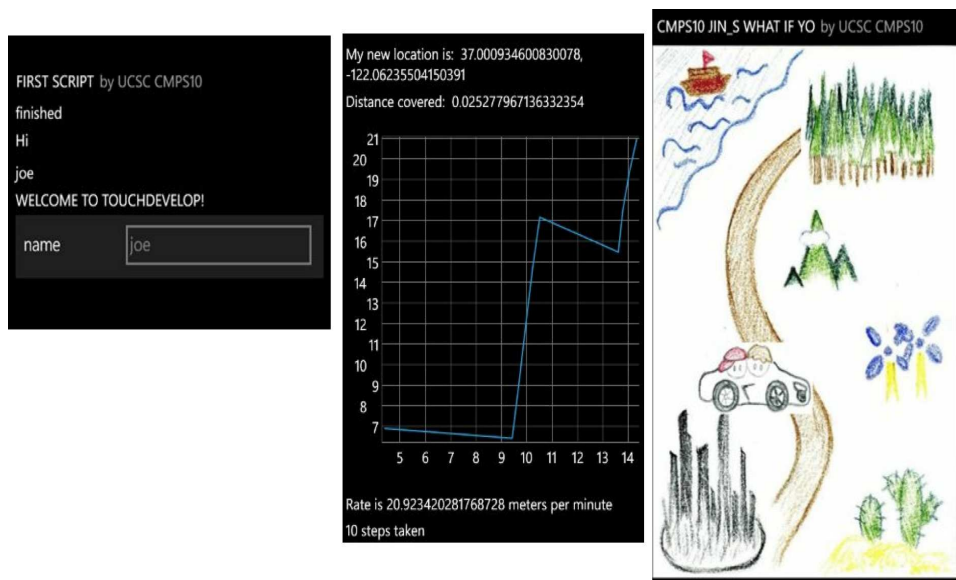 FIRST SCRIPT by UCSC CMPS10
finished
Hi
joe
WELCOME TO TOUCHDEVELOP!
name joe
My new location is: 37.000934600830078,
-122.06235504150391
Distance covered: 0.025277967136332354
21
20
19
18
17
16
15
14
13
12
11
10
9
8
7
5 6 7 8 9 10 11 12 13 14
Rate is 20.923420281768728 meters per minute
10 steps taken
CMPS10 JIN_S WHAT IF YO by UCSC CMPS10